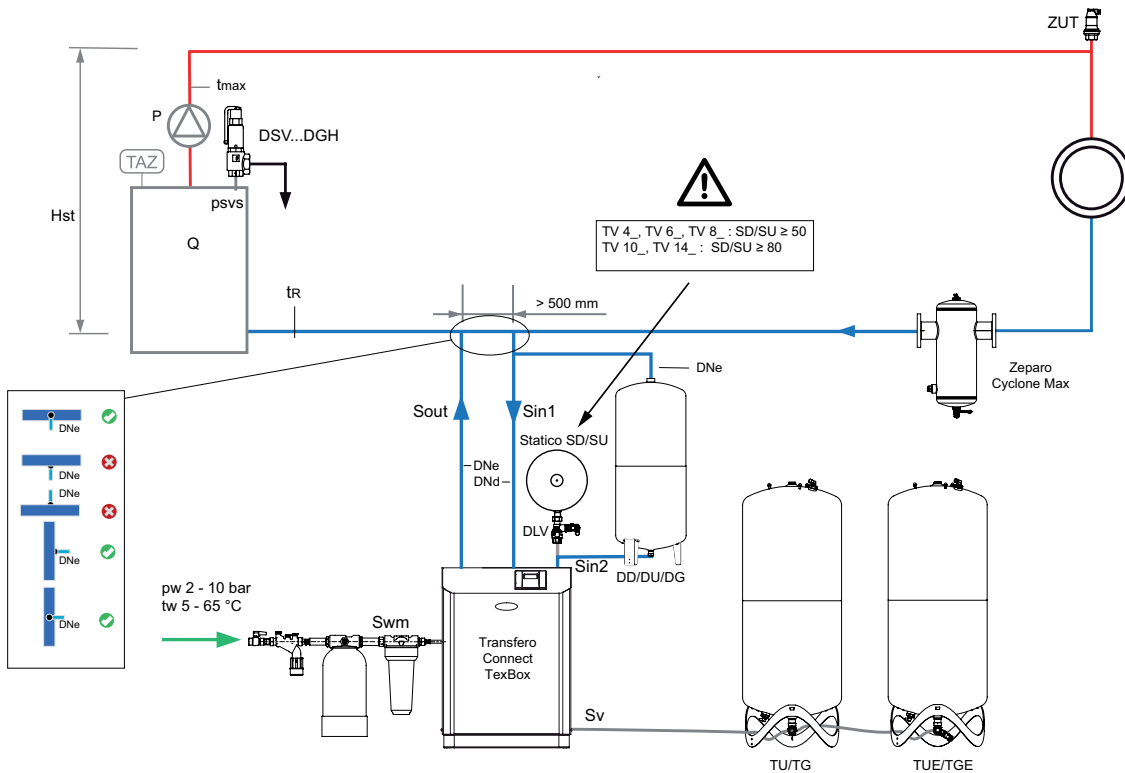 ZUT
tmax
P
DSV...DGH
TAZ
psvs
Hst
Q
TV 4_, TV 6_, TV 8_ : SD/SU ≥ 50
TV 10_, TV 14_ : SD/SU ≥ 80
tR
> 500 mm
DNe
Zeparo
Cyclone Max
Sout
Sin1
Statico SD/SU
DNe
DNd
DLV
Sin2
DD/DU/DG
DNe
DNe
DNe
DNe
DNe
pw 2 - 10 bar
tw 5 - 65 °C
Swm
Transfero
Connect
TexBox
Sv
TU/TG
TUE/TGE